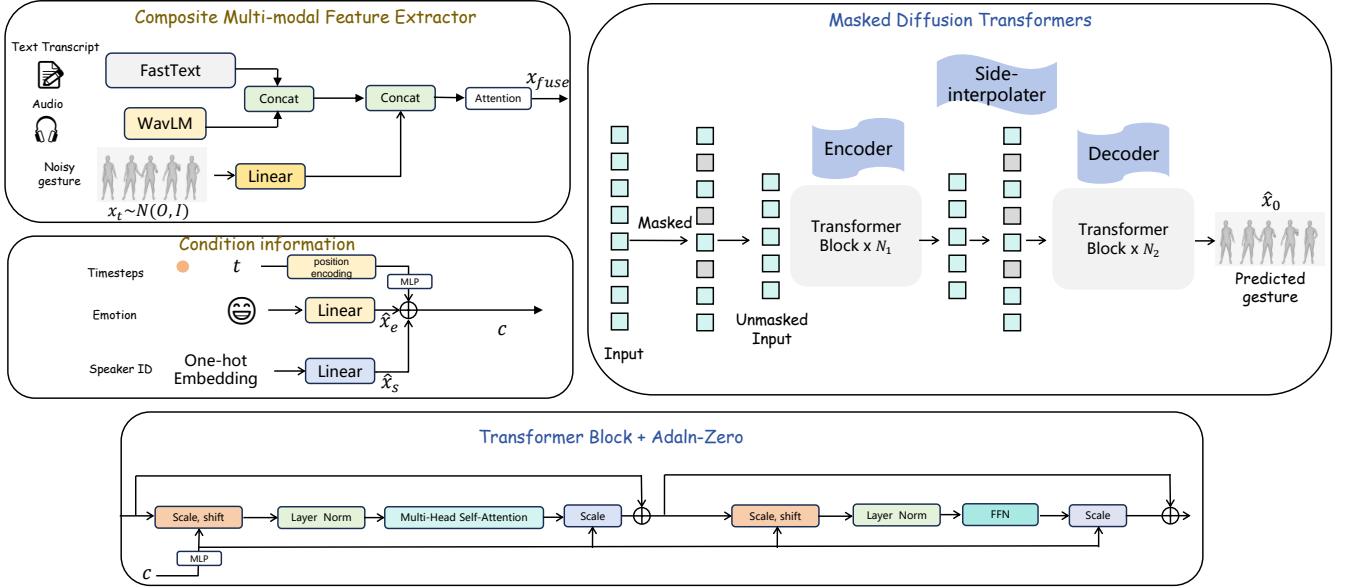 Composite Multi-modal Feature Extractor
Text Transcript
FastText
Audio
WavLM
Concat
Concat
Attention
x_fuse
Noisy
gesture
Linear
x_t~N(O, I)
Condition information
Timesteps
t
position
encoding
MLP
Emotion
Linear
x̂_e
c
Speaker ID
One-hot
Embedding
Linear
x̂_s
Masked Diffusion Transformers
Side-
interpolater
Encoder
Decoder
Masked
Transformer
Block x N₁
Transformer
Block x N₂
x̂₀
Predicted
gesture
Unmasked
Input
Input
Transformer Block + Adaln-Zero
Scale, shift
Layer Norm
Multi-Head Self-Attention
Scale
Scale, shift
Layer Norm
FFN
Scale
MLP
c